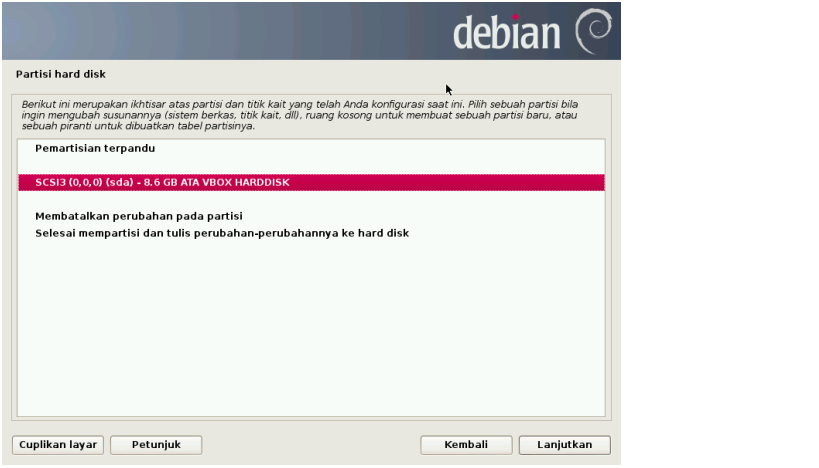 debian
Partisi hard disk
Berikut ini merupakan ikhtisar atas partisi dan titik kait yang telah Anda konfigurasi saat ini. Pilih sebuah partisi bila
ingin mengubah susunannya (sistem berkas, titik kait, dll), ruang kosong untuk membuat sebuah partisi baru, atau
sebuah piranti untuk dibuatkan tabel partisinya.
Pemartisian terpandu
SCSI3 (0,0,0) (sda) - 8.6 GB ATA VBOX HARDDISK
Membatalkan perubahan pada partisi
Selesai mempartisi dan tulis perubahan-perubahannya ke hard disk
Cuplikan layar Petunjuk Kembali Lanjutkan